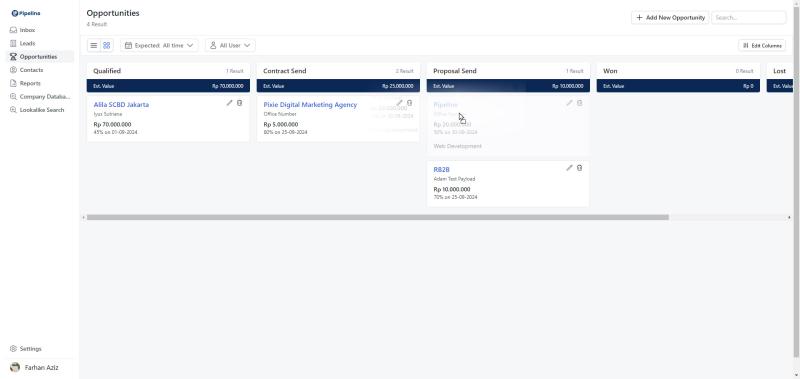 Pipeline
Inbox
Leads
Opportunities
Contacts
Reports
Company Databa...
Lookalike Search
Settings
Farhan Aziz
Opportunities
4 Result
Add New Opportunity
Search...
Expected: All time
All User
Edit Columns
Qualified
1 Result
Est. Value
Rp 70,000,000
Alila SCBD Jakarta
Iyas Sutrisna
Rp 70.000.000
45% on 01-09-2024
Contract Send
2 Result
Est. Value
Rp 25,000,000
Pixie Digital Marketing Agency
Office Number
Rp 5.000.000
80% on 25-09-2024
Proposal Send
1 Result
Est. Value
Rp 10,000,000
Pipeline
Rp 20.000.000
50% on 30-09-2024
Web Development
RB2B
Adam Test Payload
Rp 10.000.000
70% on 25-09-2024
Won
0 Result
Est. Value
Rp 0
Lost
Est. Value